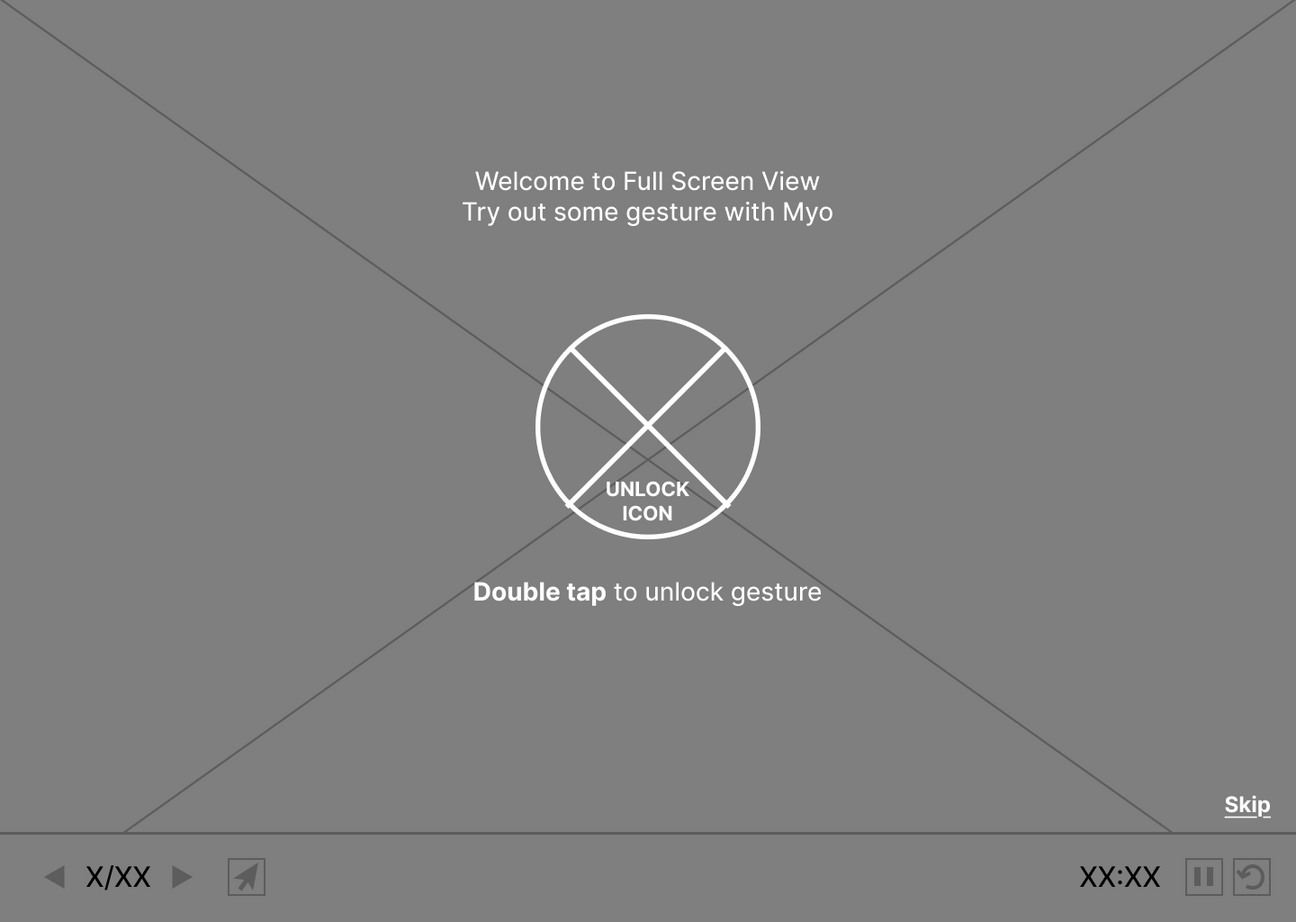 Welcome to Full Screen View
Try out some gesture with Myo
UNLOCK
ICON
Double tap to unlock gesture
Skip
X/XX
XX:XX